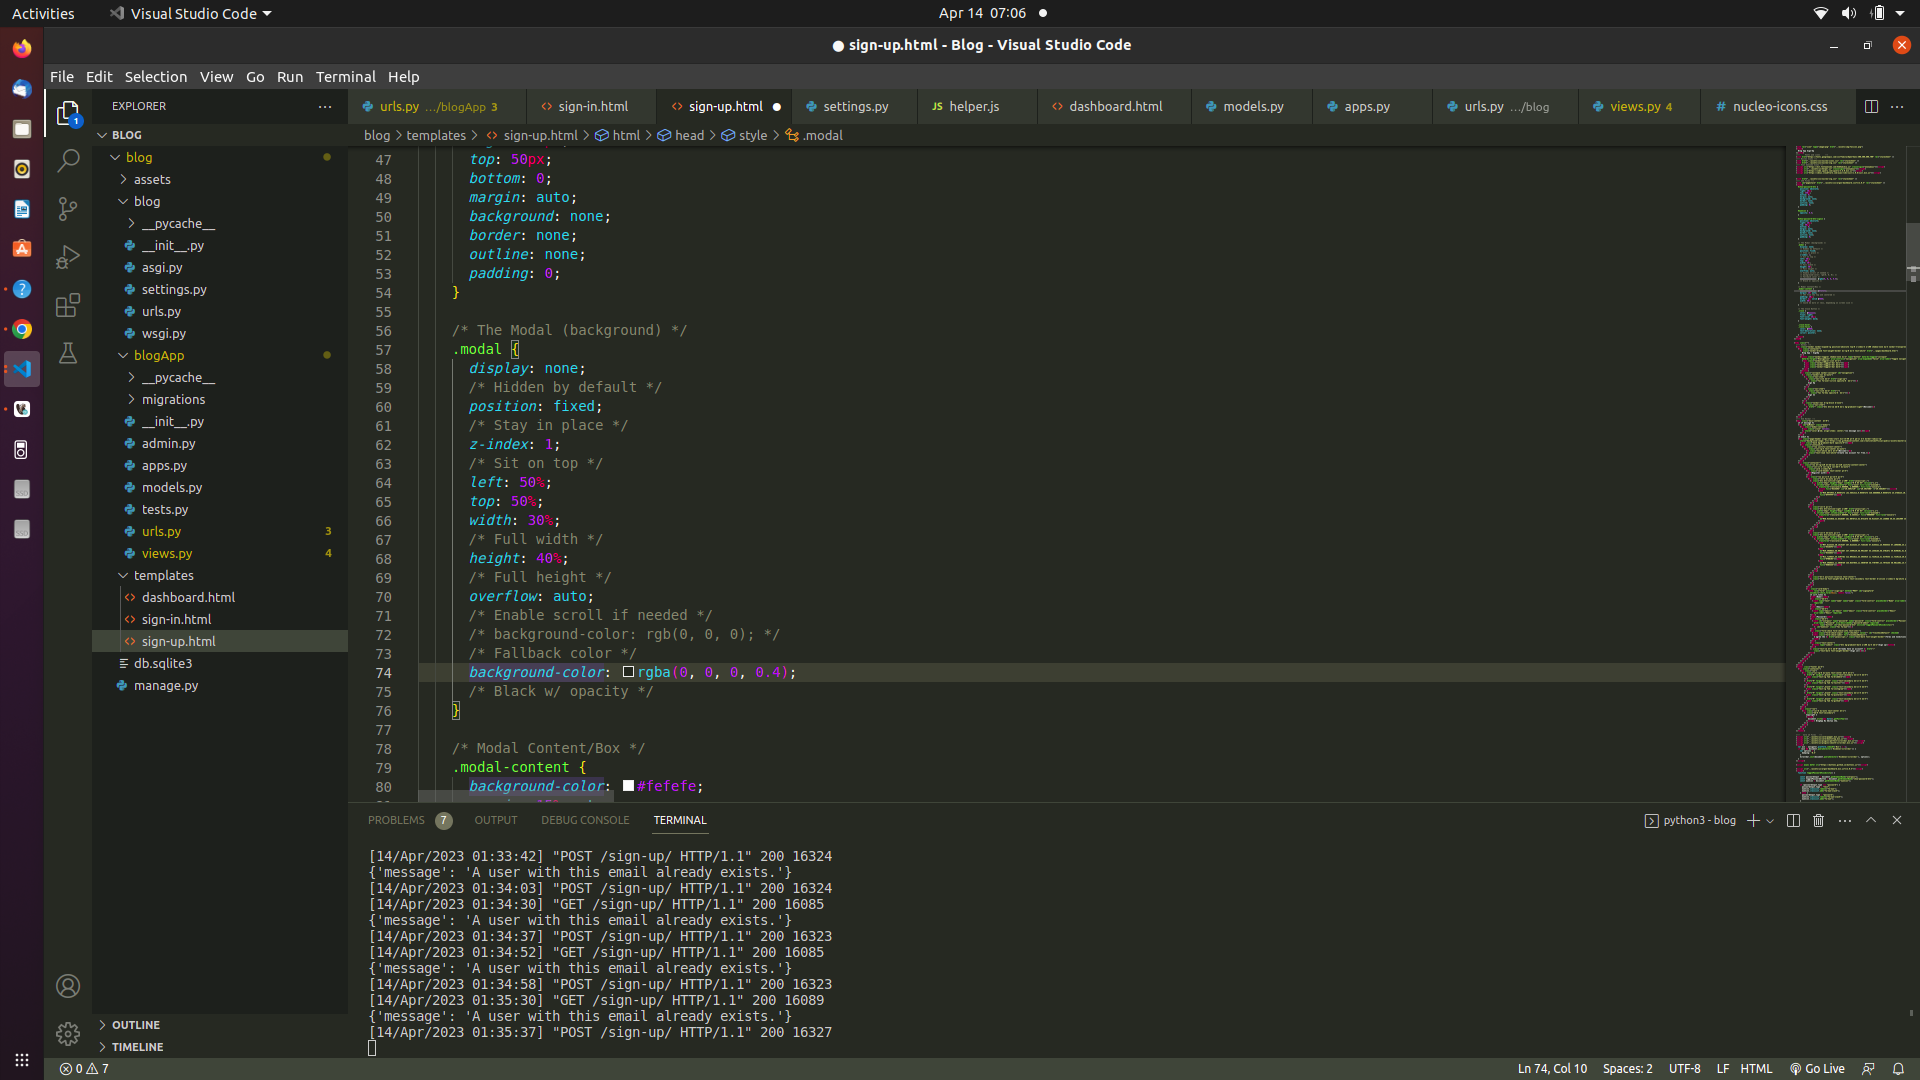 Activities
Visual Studio Code
Apr 14 07:06
sign-up.html - Blog - Visual Studio Code
File Edit Selection View Go Run Terminal Help
EXPLORER
urls.py .../blogApp 3
sign-in.html
sign-up.html
settings.py
JS helper.js
dashboard.html
models.py
apps.py
urls.py .../blog
views.py 4
# nucleo-icons.css
1
BLOG
blog
assets
blog
__pycache__
__init__.py
asgi.py
settings.py
urls.py
wsgi.py
blogApp
__pycache__
migrations
__init__.py
admin.py
apps.py
models.py
tests.py
urls.py 3
views.py 4
templates
dashboard.html
sign-in.html
sign-up.html
db.sqlite3
manage.py
OUTLINE
TIMELINE
blog > templates > sign-up.html > html > head > style > .modal
47 top: 50px;
48 bottom: 0;
49 margin: auto;
50 background: none;
51 border: none;
52 outline: none;
53 padding: 0;
54 }
55
56 /* The Modal (background) */
57 .modal {
58 display: none;
59 /* Hidden by default */
60 position: fixed;
61 /* Stay in place */
62 z-index: 1;
63 /* Sit on top */
64 left: 50%;
65 top: 50%;
66 width: 30%;
67 /* Full width */
68 height: 40%;
69 /* Full height */
70 overflow: auto;
71 /* Enable scroll if needed */
72 /* background-color: rgb(0, 0, 0); */
73 /* Fallback color */
74 background-color: rgba(0, 0, 0, 0.4);
75 /* Black w/ opacity */
76 }
77
78 /* Modal Content/Box */
79 .modal-content {
80 background-color: #fefefe;
PROBLEMS 7 OUTPUT DEBUG CONSOLE TERMINAL
python3 - blog
[14/Apr/2023 01:33:42] "POST /sign-up/ HTTP/1.1" 200 16324
{'message': 'A user with this email already exists.'}
[14/Apr/2023 01:34:03] "POST /sign-up/ HTTP/1.1" 200 16324
[14/Apr/2023 01:34:30] "GET /sign-up/ HTTP/1.1" 200 16085
{'message': 'A user with this email already exists.'}
[14/Apr/2023 01:34:37] "POST /sign-up/ HTTP/1.1" 200 16323
[14/Apr/2023 01:34:52] "GET /sign-up/ HTTP/1.1" 200 16085
{'message': 'A user with this email already exists.'}
[14/Apr/2023 01:34:58] "POST /sign-up/ HTTP/1.1" 200 16323
[14/Apr/2023 01:35:30] "GET /sign-up/ HTTP/1.1" 200 16089
{'message': 'A user with this email already exists.'}
[14/Apr/2023 01:35:37] "POST /sign-up/ HTTP/1.1" 200 16327
0 7
Ln 74, Col 10 Spaces: 2 UTF-8 LF HTML Go Live